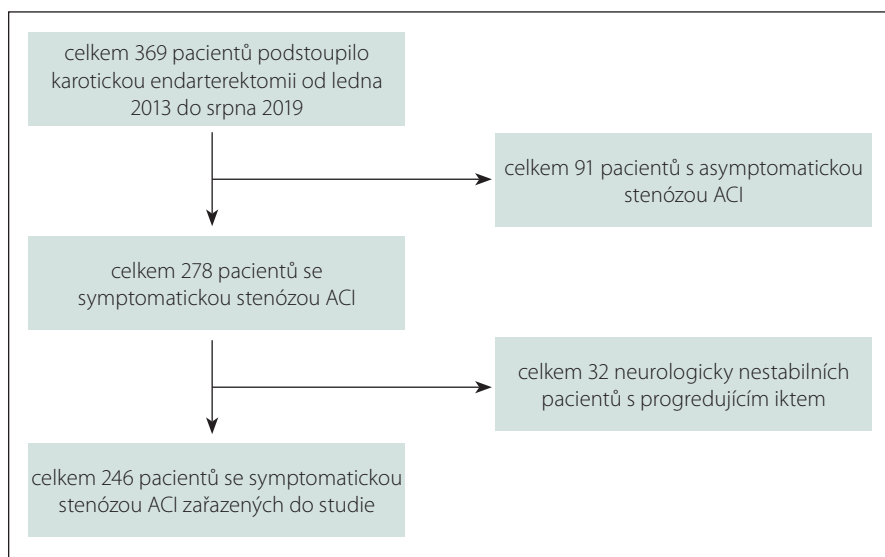 celkem 369 pacientů podstoupilo
karotickou endarterektomii od ledna
2013 do srpna 2019
celkem 91 pacientů s asymptomatickou
stenózou ACI
celkem 278 pacientů se
symptomatickou stenózou ACI
celkem 32 neurologicky nestabilních
pacientů s progredujícím iktem
celkem 246 pacientů se symptomatickou
stenózou ACI zařazených do studie